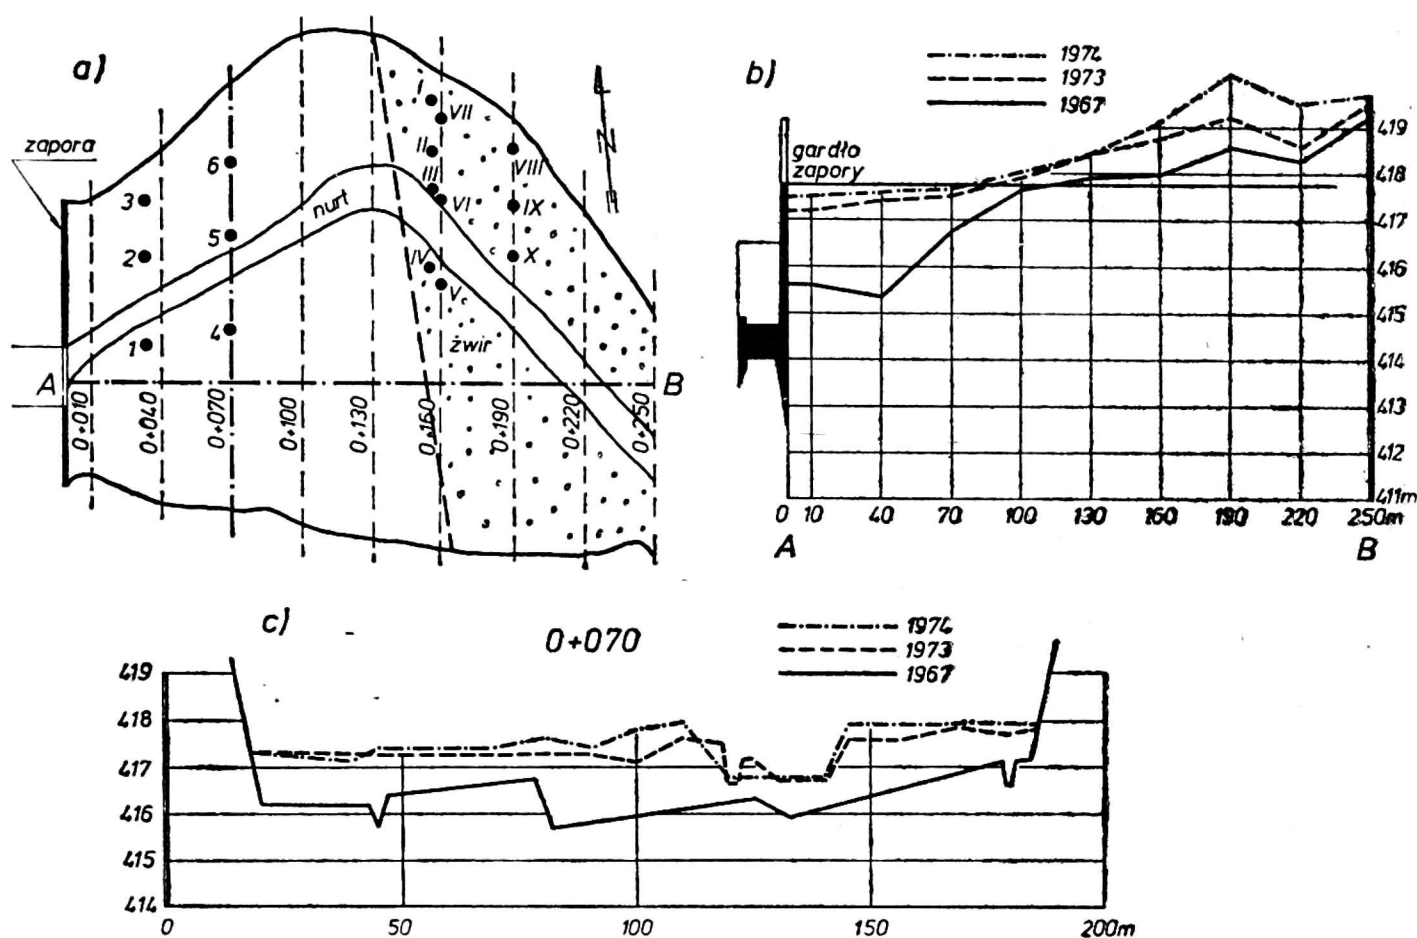 a)
zapora
3
2
1
6
5
4
nurt
I
VII
II
III
VI
IV
V
VIII
IX
X
N
żwir
A
B
0+010
0+040
0+070
0+100
0+130
0+160
0+190
0+220
0+250
b)
1974
1973
1967
gardło
zapory
419
418
417
416
415
414
413
412
411m
0 10 40 70 100 130 160 190 220 250m
A B
c)
0+070
1974
1973
1967
419
418
417
416
415
414
0 50 100 150 200m